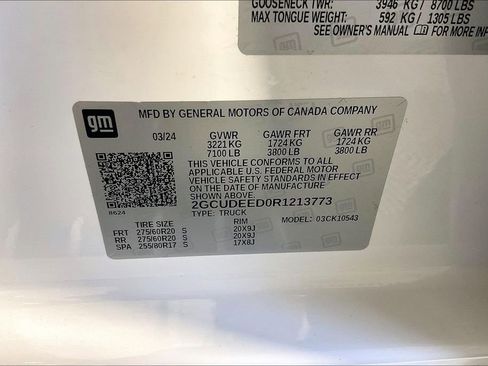 GOOSENECK TWR: 3946 KG / 8700 LBS
MAX TONGUE WEIGHT: 592 KG / 1305 LBS
SEE OWNER'S MANUAL FOR MORE INFO
gm
MFD BY GENERAL MOTORS OF CANADA COMPANY
03/24 GVWR GAWR FRT GAWR RR
3221 KG 1724 KG 1724 KG
7100 LB 3800 LB 3800 LB
THIS VEHICLE CONFORMS TO ALL
APPLICABLE U.S. FEDERAL MOTOR
VEHICLE SAFETY STANDARDS IN
EFFECT ON THE DATE OF MANUFACTURE
SHOWN ABOVE.
2GCUDEED0R1213773
8624 TYPE: TRUCK MODEL: 03CK10543
TIRE SIZE RIM
FRT 275/60R20 S 20X9J
RR 275/60R20 S 20X9J
SPA 255/80R17 S 17X8J